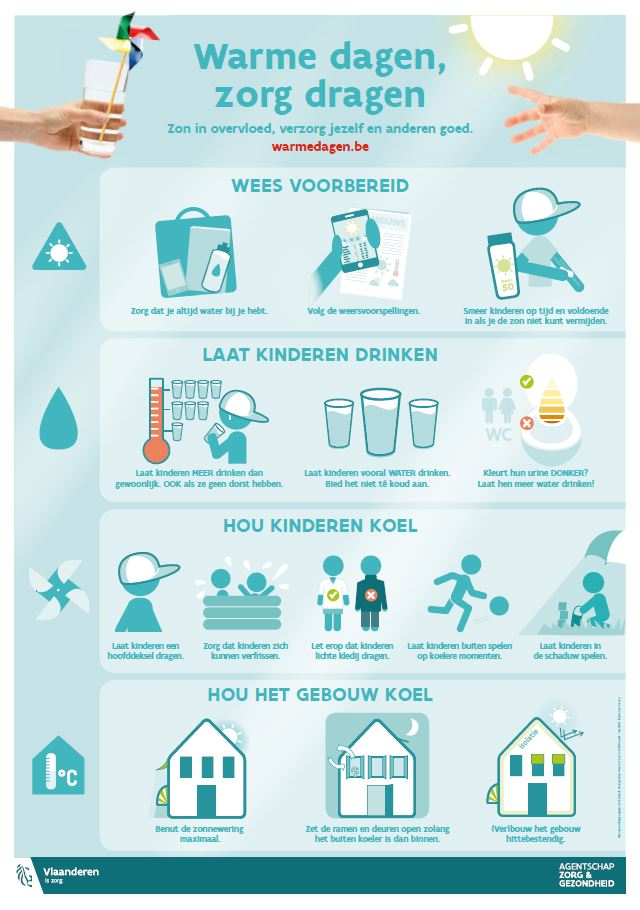 Warme dagen,
zorg dragen
Zon in overvloed, verzorg jezelf en anderen goed.
warmedagen.be
WEES VOORBEREID
NIEUWS
50
Zorg dat je altijd water bij je hebt.
Volg de weersvoorspellingen.
Smeer kinderen op tijd en voldoende
in als je de zon niet kunt vermijden.
LAAT KINDEREN DRINKEN
WC
Laat kinderen MEER drinken dan
gewoonlijk. OOK als ze geen dorst hebben.
Laat kinderen vooral WATER drinken.
Bied het niet té koud aan.
Kleurt hun urine DONKER?
Laat hen meer water drinken!
HOU KINDEREN KOEL
Laat kinderen een
hoofddeksel dragen.
Zorg dat kinderen zich
kunnen verfrissen.
Let erop dat kinderen
lichte kledij dragen.
Laat kinderen buiten spelen
op koelere momenten.
Laat kinderen in
de schaduw spelen.
HOU HET GEBOUW KOEL
°C
isolatie
Benut de zonnewering
maximaal.
Zet de ramen en deuren open zolang
het buiten koeler is dan binnen.
(Ver)bouw het gebouw
hittebestendig.
Vlaanderen
is zorg
AGENTSCHAP
ZORG &
GEZONDHEID